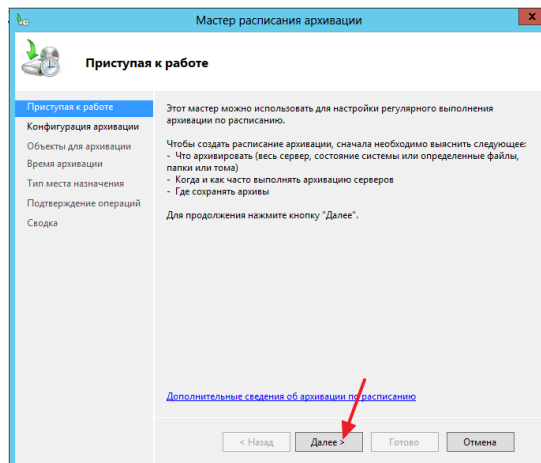 Мастер расписания архивации
x
Приступая к работе
Приступая к работе
Конфигурация архивации
Объекты для архивации
Время архивации
Тип места назначения
Подтверждение операций
Сводка
Этот мастер можно использовать для настройки регулярного выполнения
архивации по расписанию.
Чтобы создать расписание архивации, сначала необходимо выяснить следующее:
- Что архивировать (весь сервер, состояние системы или определенные файлы,
папки или тома)
- Когда и как часто выполнять архивацию серверов
- Где сохранять архивы
Для продолжения нажмите кнопку "Далее".
Дополнительные сведения об архивации по расписанию
< Назад
Далее >
Готово
Отмена